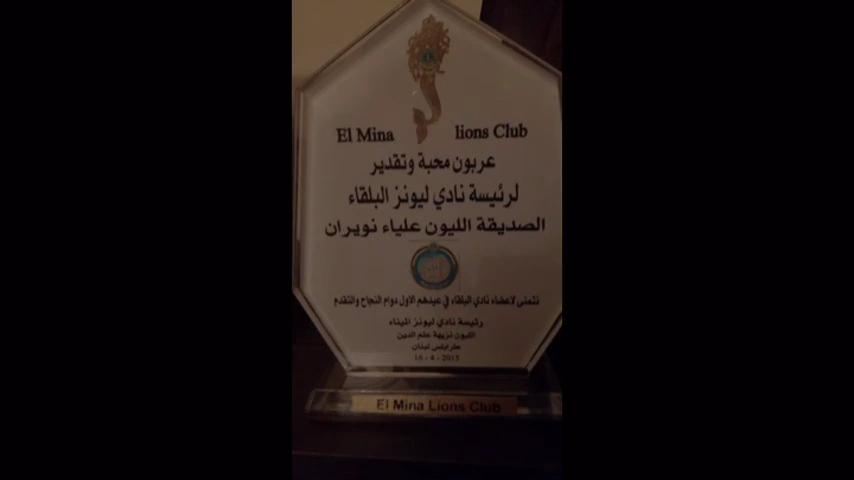 El Mina lions Club
عربون محبة وتقدير
لرئيسة نادي ليونز البلقاء
الصديقة الليون علياء نويران
نتمنى لاعضاء نادي البلقاء في عيدهم الاول دوام النجاح والتقدم
رئيسة نادي ليونز الميناء
الليون نزيهة علم الدين
طرابلس لبنان
16 - 4 - 2015
El Mina Lions Club